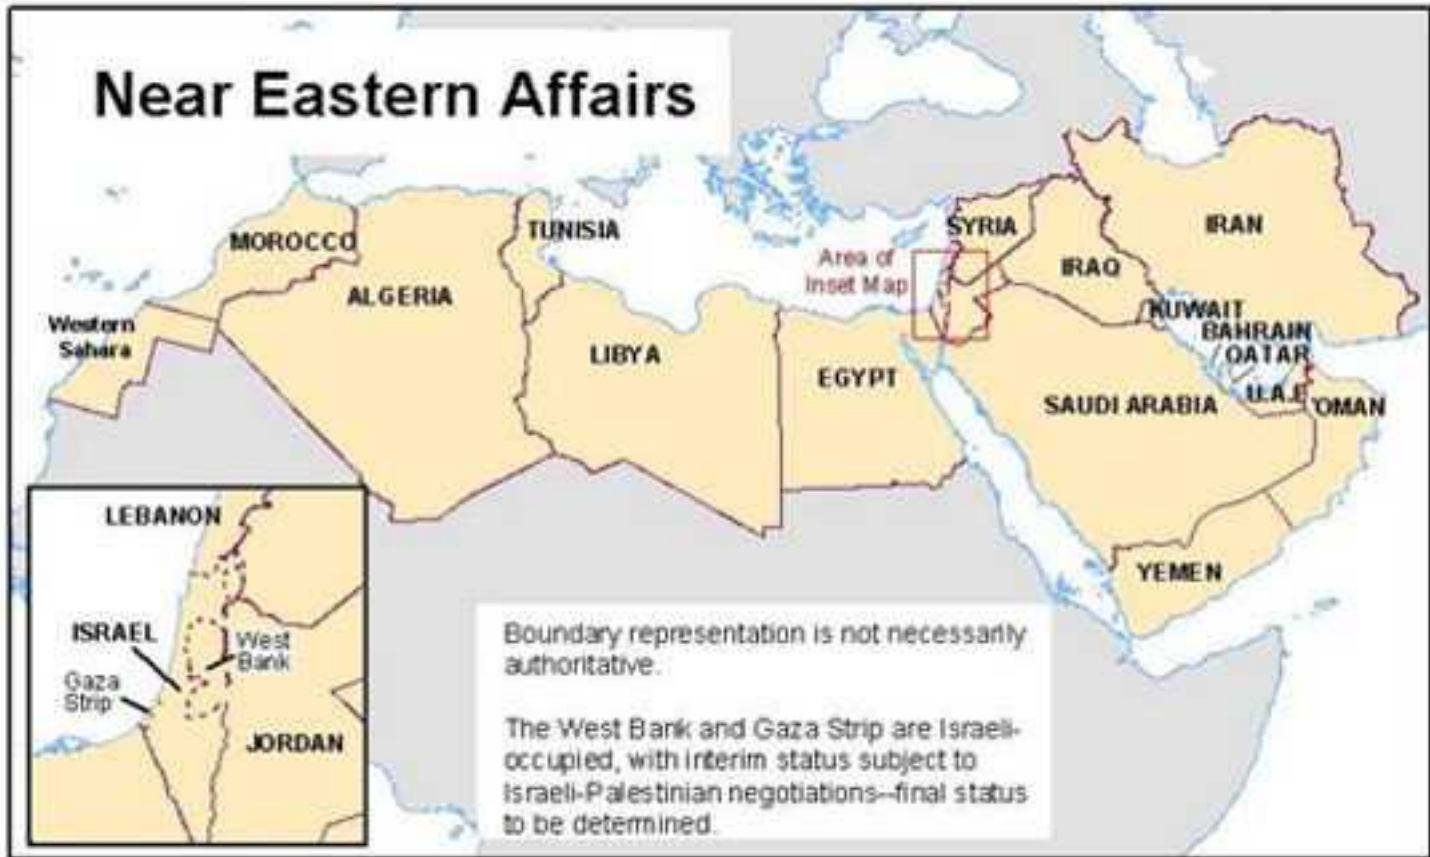 Near Eastern Affairs
MOROCCO
TUNISIA
SYRIA
IRAN
Area of
Inset Map
IRAQ
ALGERIA
Western
Sahara
KUWAIT
BAHRAIN
QATAR
LIBYA
EGYPT
SAUDI ARABIA
U.A.E
OMAN
YEMEN
LEBANON
ISRAEL
West
Bank
Gaza
Strip
JORDAN
Boundary representation is not necessarily
authoritative.
The West Bank and Gaza Strip are Israeli-
occupied, with interim status subject to
Israeli-Palestinian negotiations--final status
to be determined.